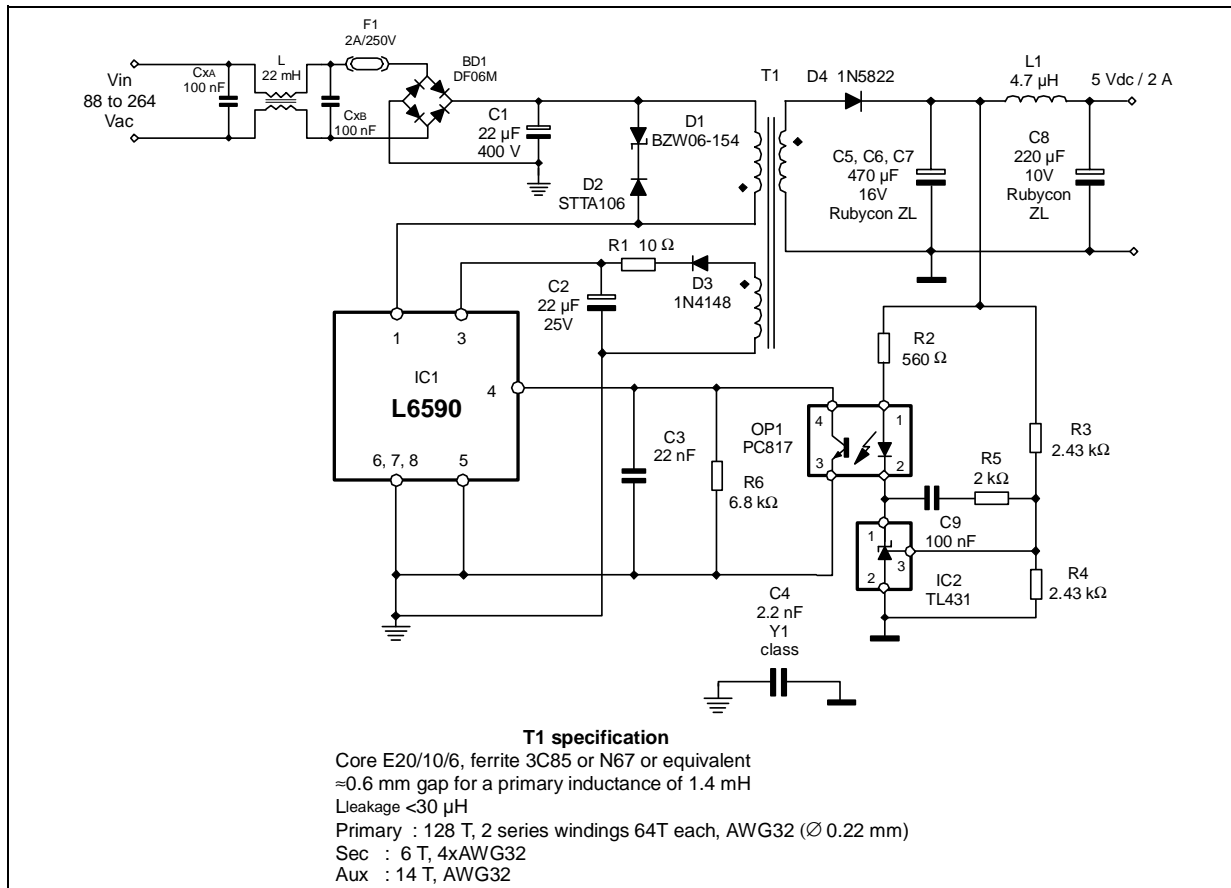 F1
2A/250V
BD1
DF06M
L
22 mH
CxA
100 nF
Vin
88 to 264
Vac
CxB
100 nF
C1
22 µF
400 V
D1
BZW06-154
D2
STTA106
T1
D4 1N5822
L1
4.7 µH
5 Vdc / 2 A
C5, C6, C7
470 µF
16V
Rubycon ZL
C8
220 µF
10V
Rubycon
ZL
R1 10 Ω
D3
1N4148
C2
22 µF
25V
1
3
IC1
L6590
4
6, 7, 8
5
C3
22 nF
R6
6.8 kΩ
OP1
PC817
4
3
1
2
R2
560 Ω
R3
2.43 kΩ
R5
2 kΩ
C9
100 nF
1
2
3
IC2
TL431
R4
2.43 kΩ
C4
2.2 nF
Y1
class
T1 specification
Core E20/10/6, ferrite 3C85 or N67 or equivalent
≈0.6 mm gap for a primary inductance of 1.4 mH
Lleakage <30 µH
Primary : 128 T, 2 series windings 64T each, AWG32 (∅ 0.22 mm)
Sec : 6 T, 4xAWG32
Aux : 14 T, AWG32